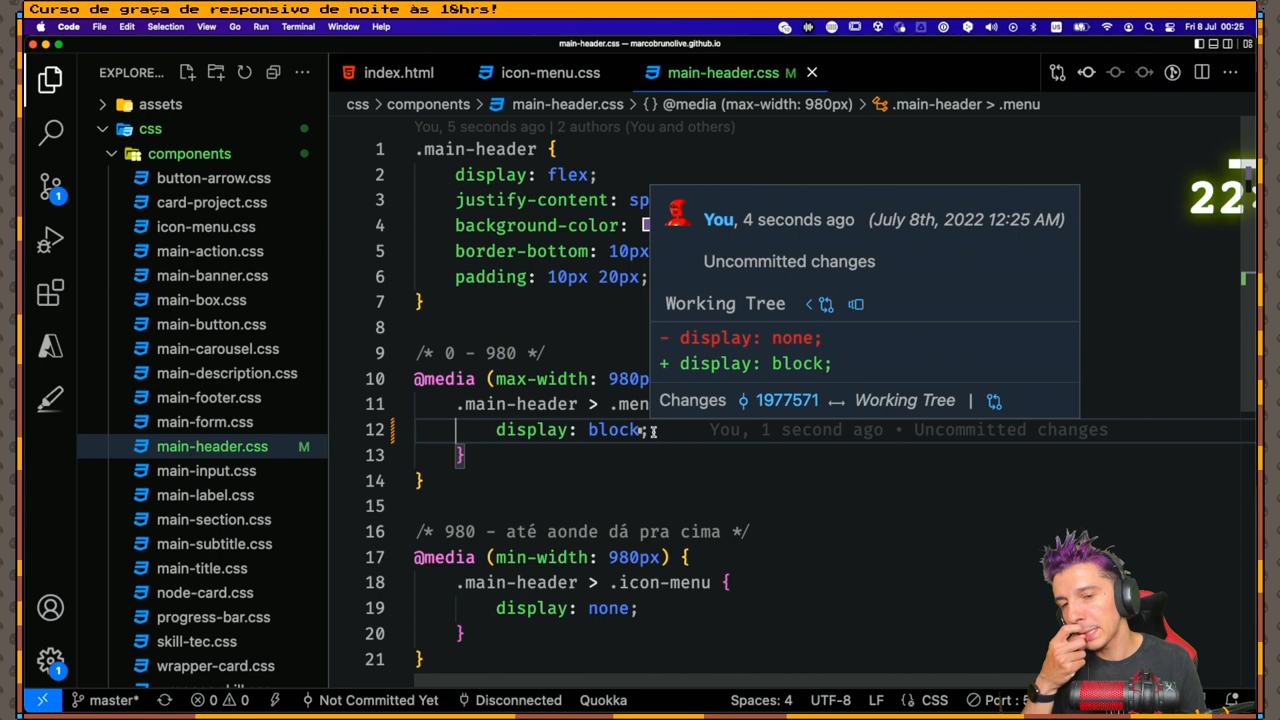 Curso de graça de responsivo de noite às 18hrs!
Code File Edit Selection View Go Run Terminal Window Help
Fri 8 Jul 00:25
main-header.css — marcobrunolive.github.io
EXPLORE...
index.html
icon-menu.css
main-header.css M
css > components > main-header.css > {} @media (max-width: 980px) > .main-header > .menu
assets
css
components
button-arrow.css
card-project.css
icon-menu.css
main-action.css
main-banner.css
main-box.css
main-button.css
main-carousel.css
main-description.css
main-footer.css
main-form.css
main-header.css M
main-input.css
main-label.css
main-section.css
main-subtitle.css
main-title.css
node-card.css
progress-bar.css
skill-tec.css
wrapper-card.css
You, 5 seconds ago | 2 authors (You and others)
1 .main-header {
2 display: flex;
3 justify-content: sp
4 background-color:
5 border-bottom: 10px
6 padding: 10px 20px;
7 }
8
9 /* 0 - 980 */
10 @media (max-width: 980p
11 .main-header > .men
12 display: block; You, 1 second ago • Uncommitted changes
13 }
14 }
15
16 /* 980 - até aonde dá pra cima */
17 @media (min-width: 980px) {
18 .main-header > .icon-menu {
19 display: none;
20 }
21 }
You, 4 seconds ago (July 8th, 2022 12:25 AM)
Uncommitted changes
Working Tree
- display: none;
+ display: block;
Changes 1977571 Working Tree |
22
1
1
master* 0 0 Not Committed Yet Disconnected Quokka Spaces: 4 UTF-8 LF {} CSS Port : 5